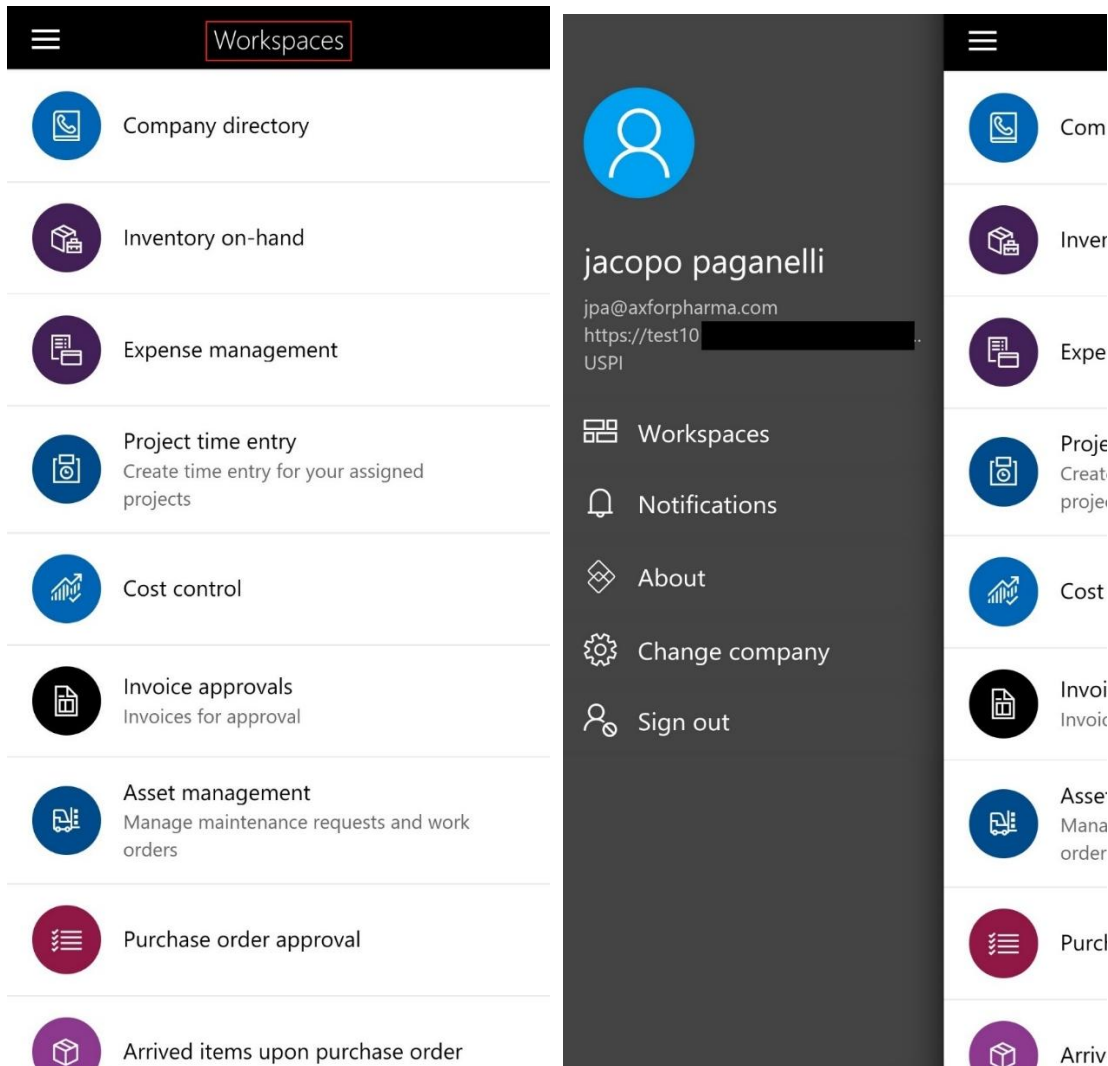 Workspaces
Company directory
Inventory on-hand
Expense management
Project time entry
Create time entry for your assigned
projects
Cost control
Invoice approvals
Invoices for approval
Asset management
Manage maintenance requests and work
orders
Purchase order approval
Arrived items upon purchase order
jacopo paganelli
jpa@axforpharma.com
https://test10
..
USPI
Workspaces
Notifications
About
Change company
Sign out
Com
Inver
Expe
Proje
Creat
projec
Cost
Invoi
Invoic
Asset
Mana
order
Purch
Arriv